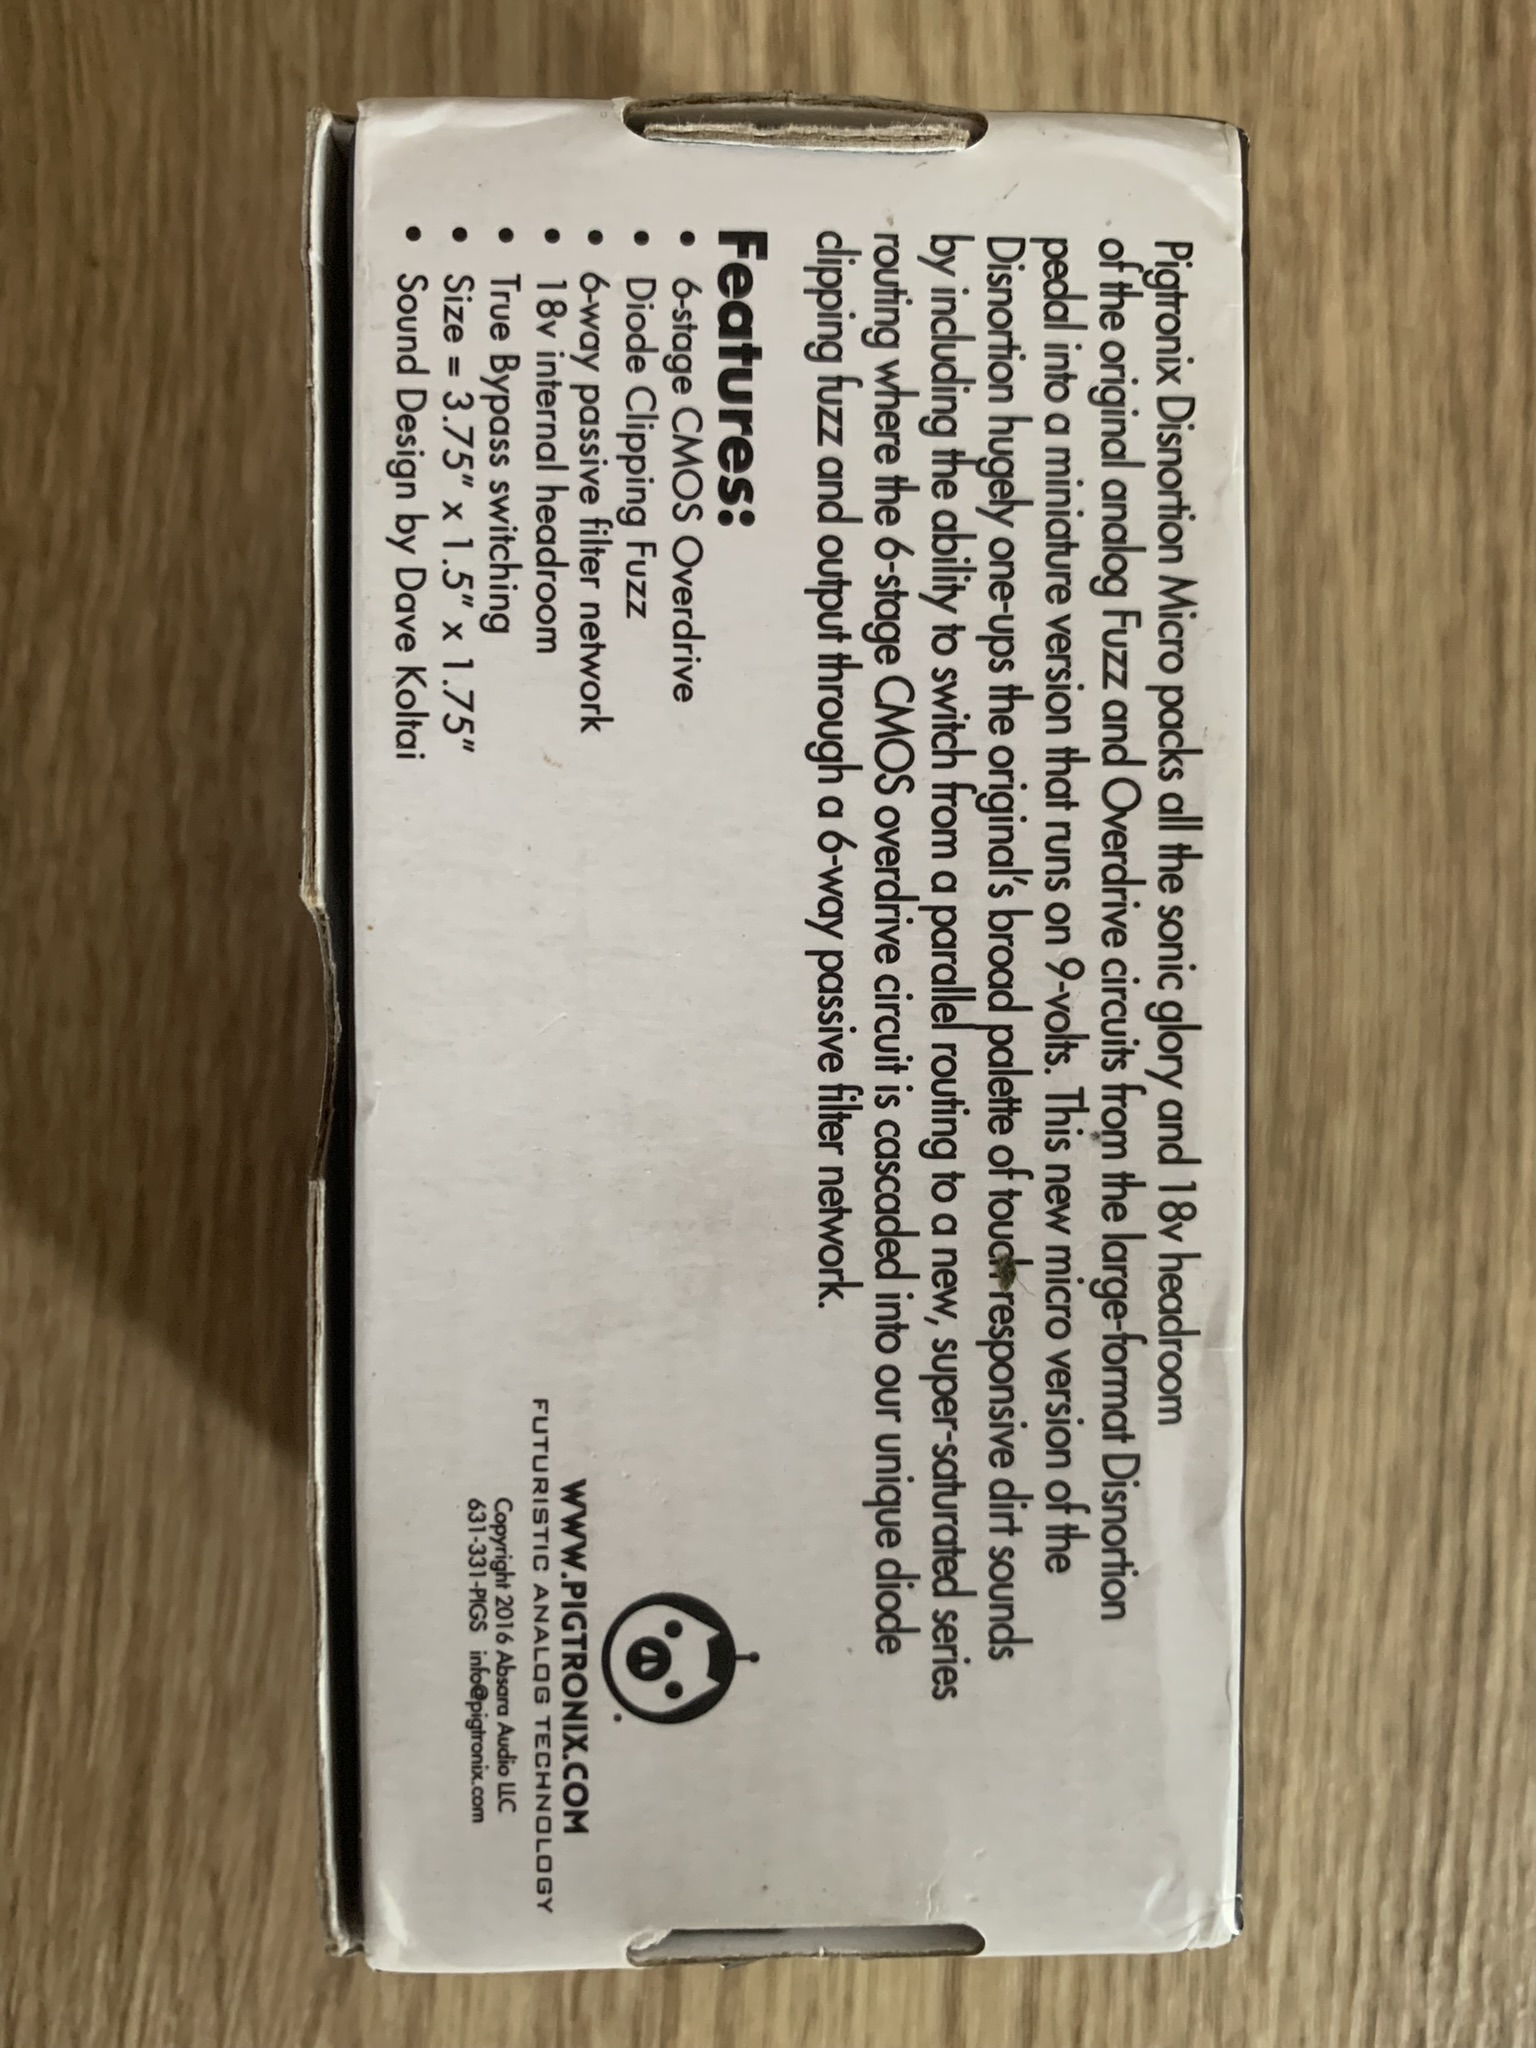 Pigtronix Disnortion Micro packs all the sonic glory and 18v headroom
of the original analog Fuzz and Overdrive circuits from the large-format Disnortion
pedal into a miniature version that runs on 9-volts. This new micro version of the
Disnortion hugely one-ups the original's broad palette of touch-responsive dirt sounds
by including the ability to switch from a parallel routing to a new, super-saturated series
routing where the 6-stage CMOS overdrive circuit is cascaded into our unique diode
clipping fuzz and output through a 6-way passive filter network.
Features:
• 6-stage CMOS Overdrive
• Diode Clipping Fuzz
• 6-way passive filter network
• 18v internal headroom
• True Bypass switching
• Size = 3.75" x 1.5" x 1.75"
• Sound Design by Dave Koltai
WWW.PIGTRONIX.COM
FUTURISTIC ANALOG TECHNOLOGY
Copyright 2016 Absara Audio LLC
631-331-PIGS info@pigtronix.com